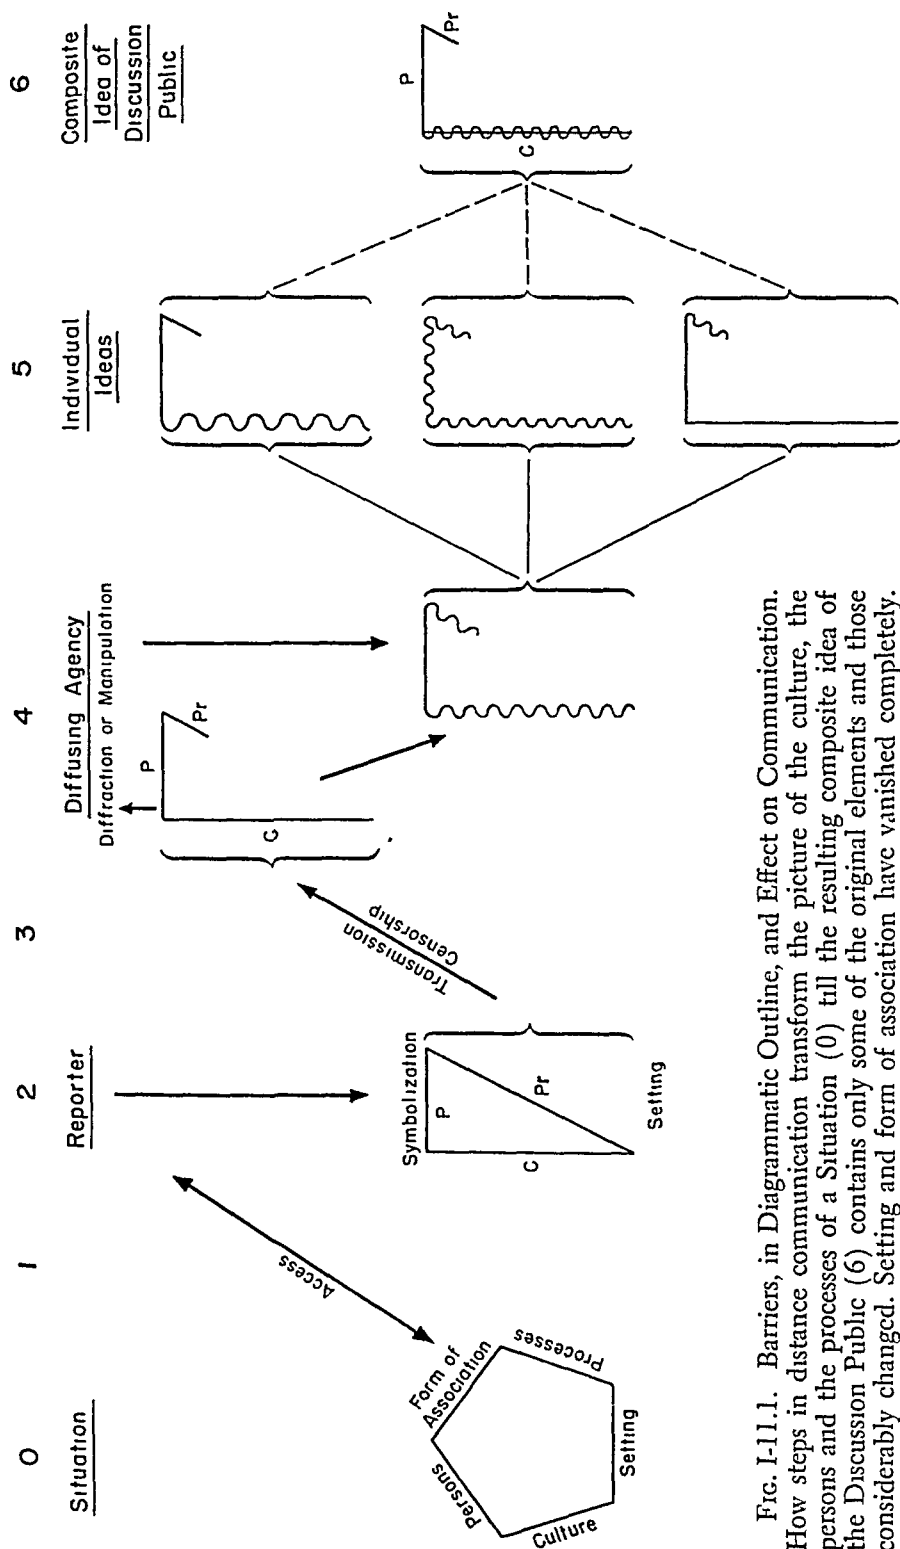 0
1
2
3
4
5
6
Situation
Reporter
Diffusing Agency
Diffraction or Manipulation
Individual
Ideas
Composite
Idea of
Discussion
Public
Access
Transmission
Censorship
Persons
Form of
Association
Processes
Culture
Setting
Symbolization
P
C
Pr
Setting
P
Pr
C
P
Pr
C
FIG. I-11.1. Barriers, in Diagrammatic Outline, and Effect on Communication.
How steps in distance communication transform the picture of the culture, the
persons and the processes of a Situation (0) till the resulting composite idea of
the Discussion Public (6) contains only some of the original elements and those
considerably changed. Setting and form of association have vanished completely.